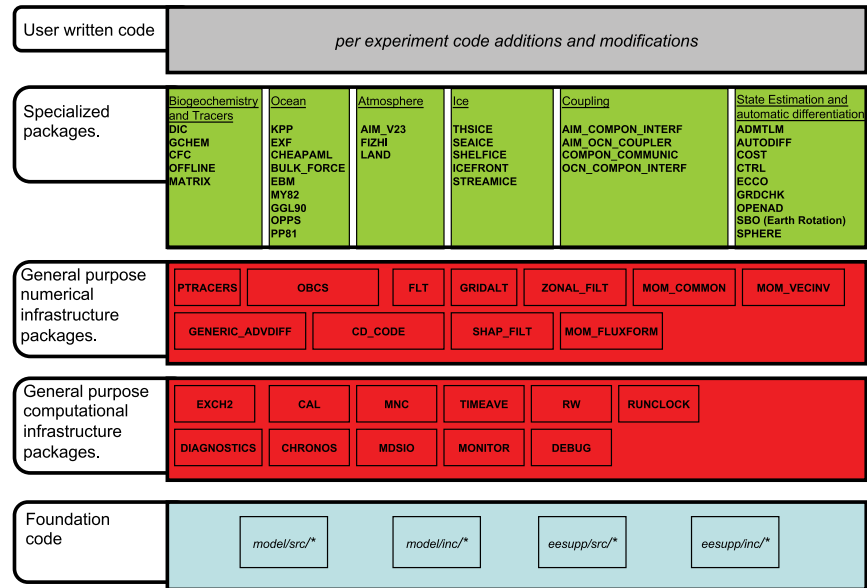 User written code
per experiment code additions and modifications
Specialized
packages.
Biogeochemistry
and Tracers
DIC
GCHEM
CFC
OFFLINE
MATRIX
Ocean
KPP
EXF
CHEAPAML
BULK_FORCE
EBM
MY82
GGL90
OPPS
PP81
Atmosphere
AIM_V23
FIZHI
LAND
Ice
THSICE
SEAICE
SHELFICE
ICEFRONT
STREAMICE
Coupling
AIM_COMPON_INTERF
AIM_OCN_COUPLER
COMPON_COMMUNIC
OCN_COMPON_INTERF
State Estimation and
automatic differentiation
ADMTLM
AUTODIFF
COST
CTRL
ECCO
GRDCHK
OPENAD
SBO (Earth Rotation)
SPHERE
General purpose
numerical
infrastructure
packages.
PTRACERS OBCS FLT GRIDALT ZONAL_FILT MOM_COMMON MOM_VECINV
GENERIC_ADVDIFF CD_CODE SHAP_FILT MOM_FLUXFORM
General purpose
computational
infrastructure
packages.
EXCH2 CAL MNC TIMEAVE RW RUNCLOCK
DIAGNOSTICS CHRONOS MDSIO MONITOR DEBUG
Foundation
code
model/src/* model/inc/* eesupp/src/* eesupp/inc/*